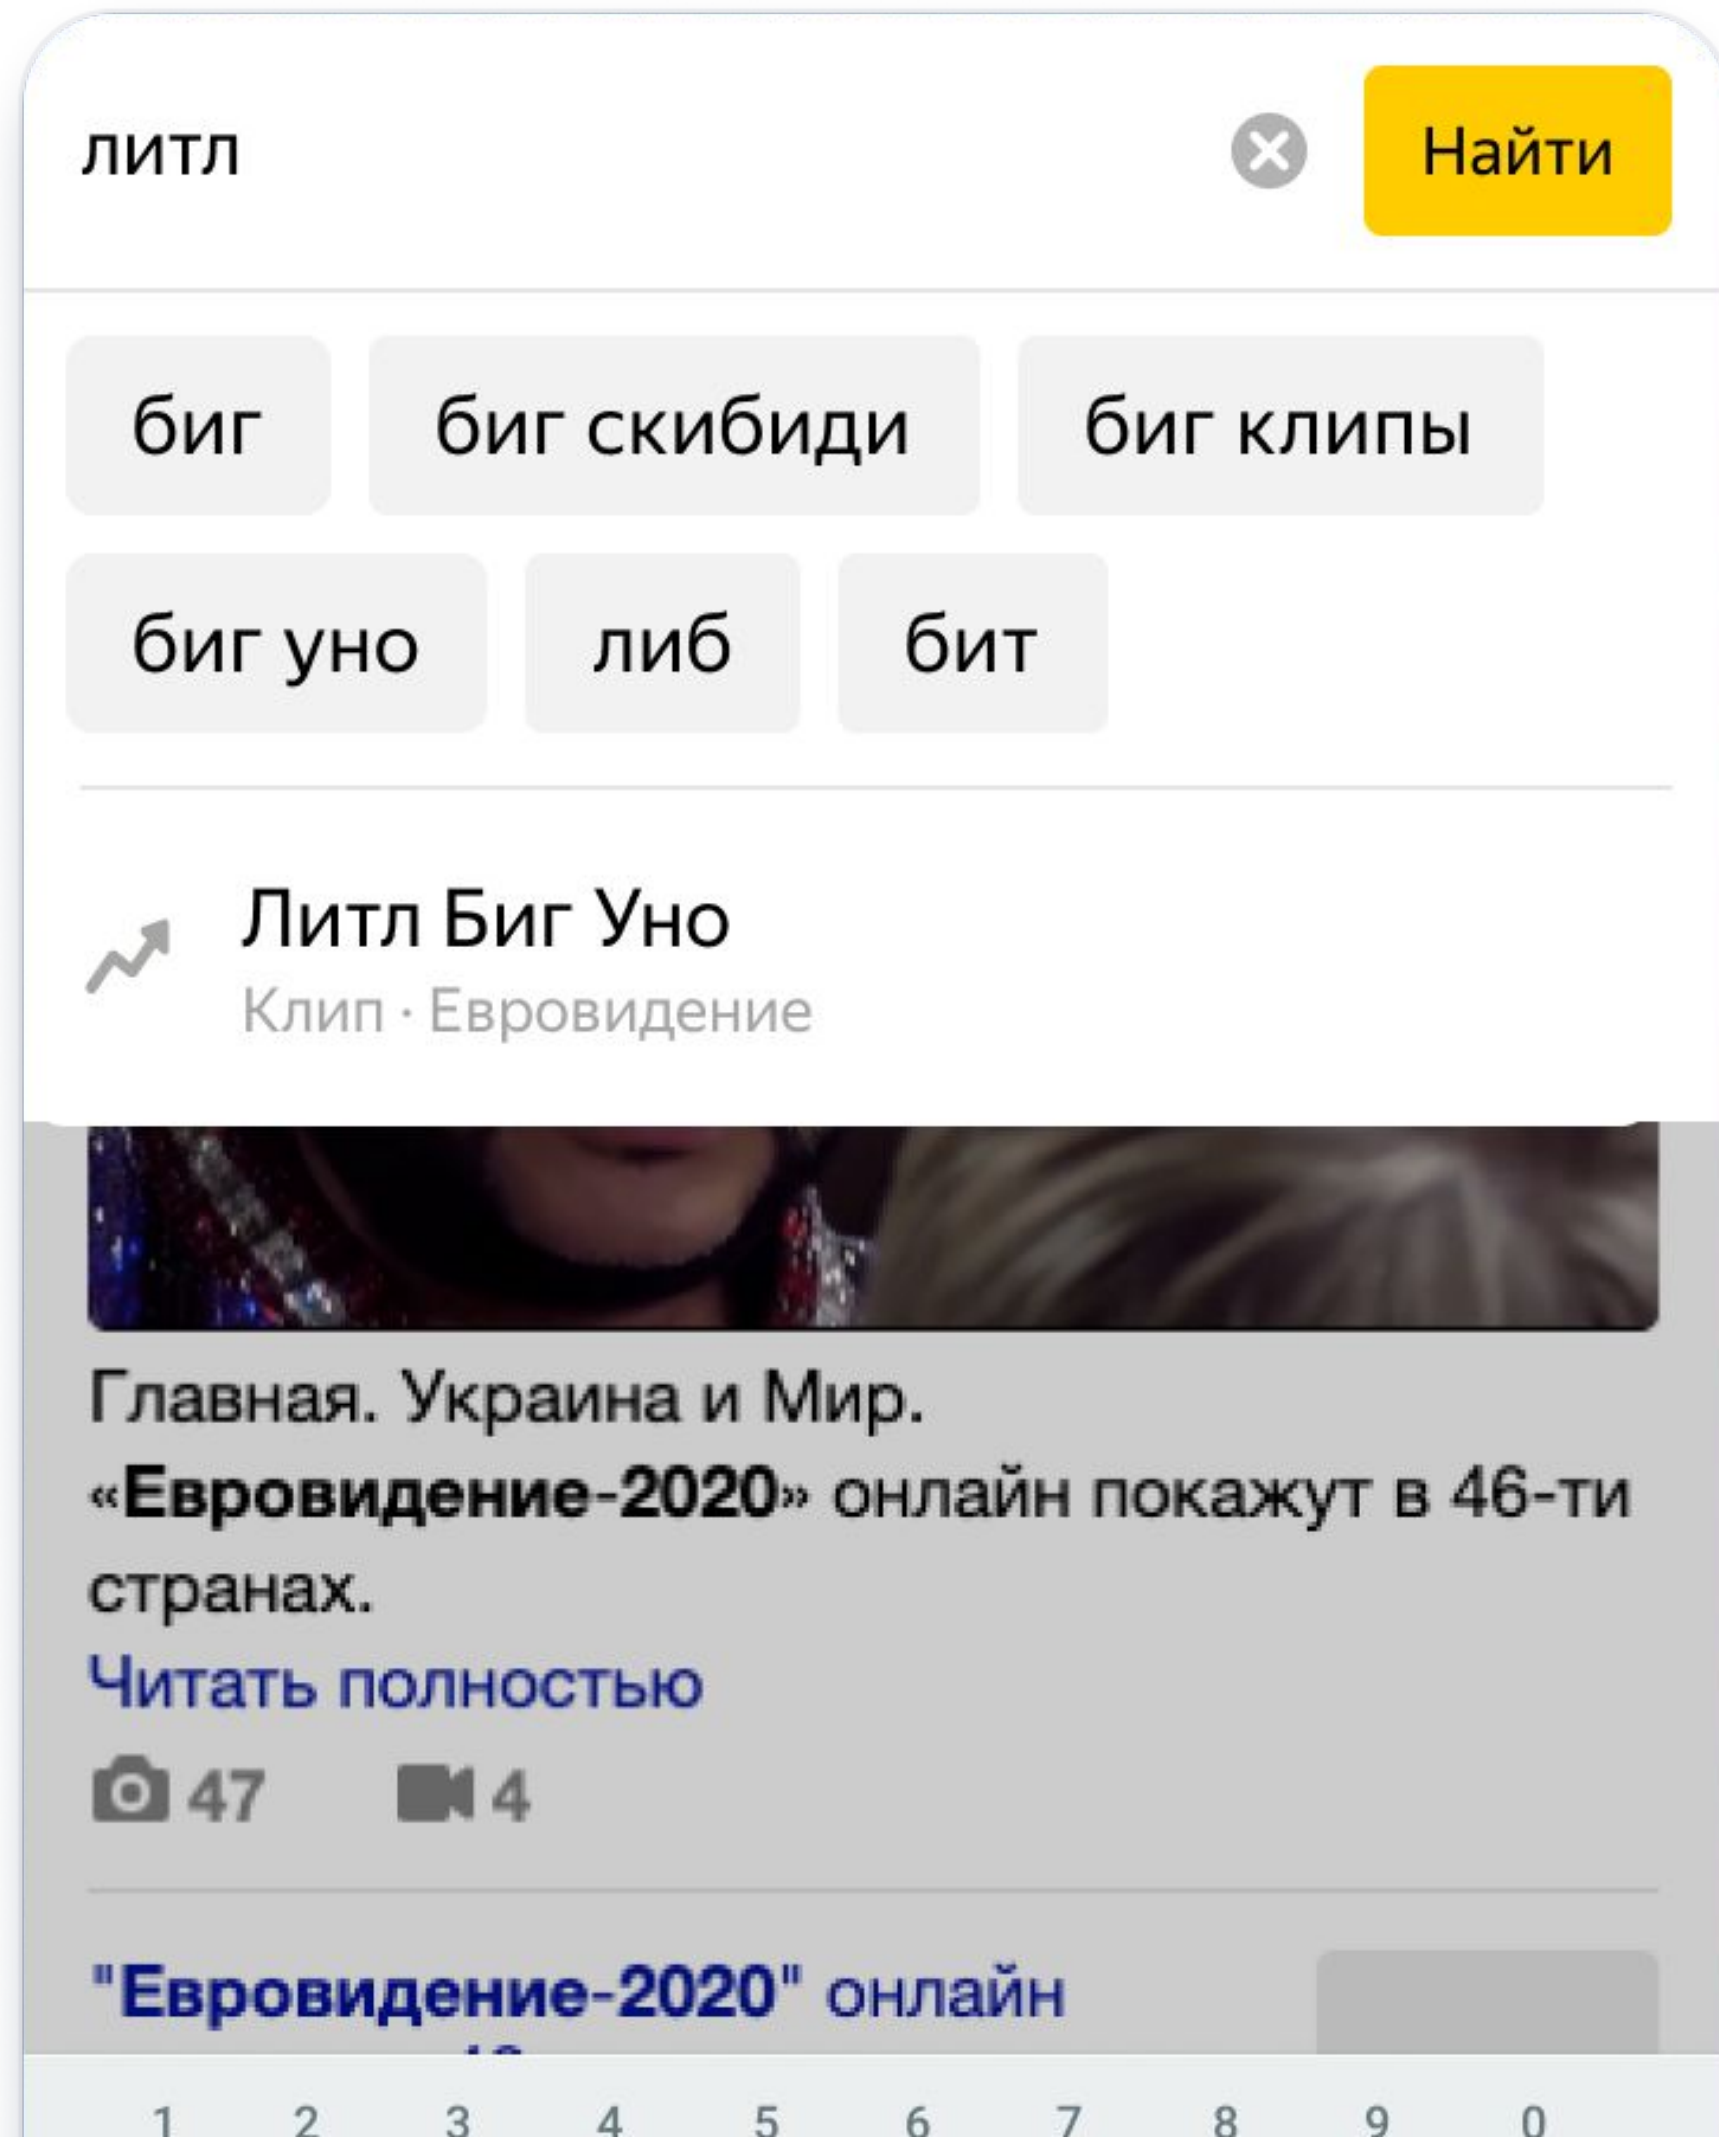 литл
Найти
биг
биг скибиди
биг клипы
биг уно
либ
бит
Литл Биг Уно
Клип · Евровидение
Главная. Украина и Мир.
«Евровидение-2020» онлайн покажут в 46-ти
странах.
Читать полностью
47
4
"Евровидение-2020" онлайн
1 2 3 4 5 6 7 8 9 0